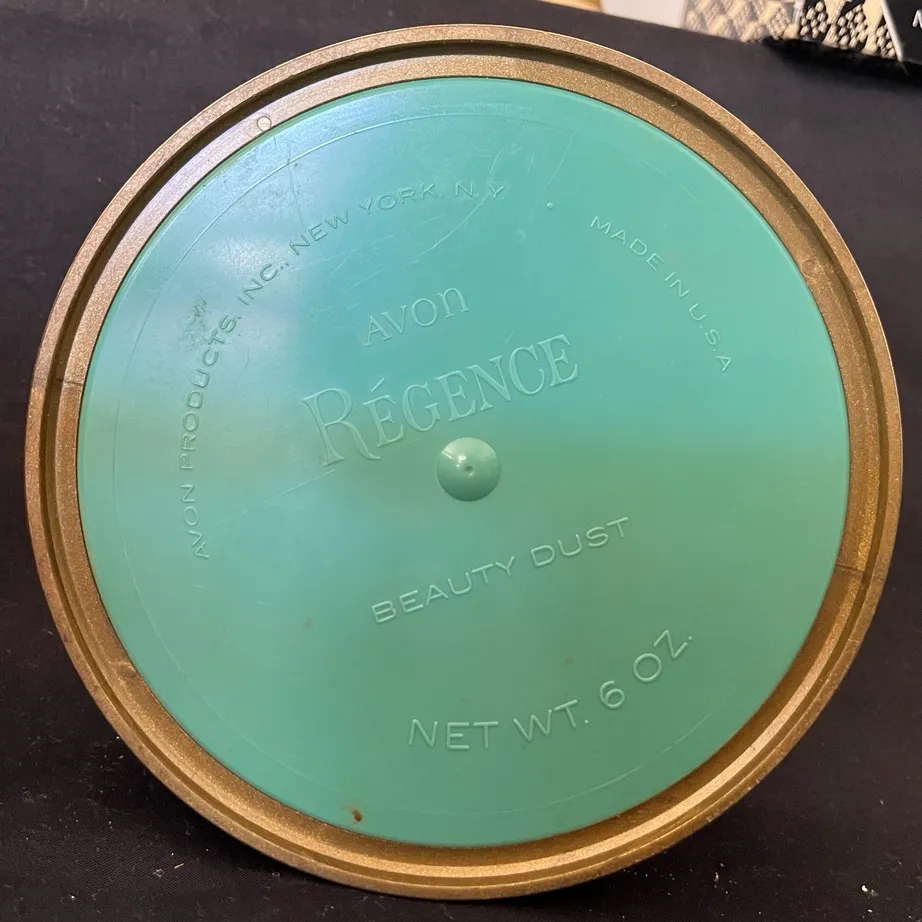 AVON PRODUCTS, INC., NEW YORK, N.Y.
MADE IN U.S.A
AVON
RÉGENCE
BEAUTY DUST
NET WT. 6 OZ.